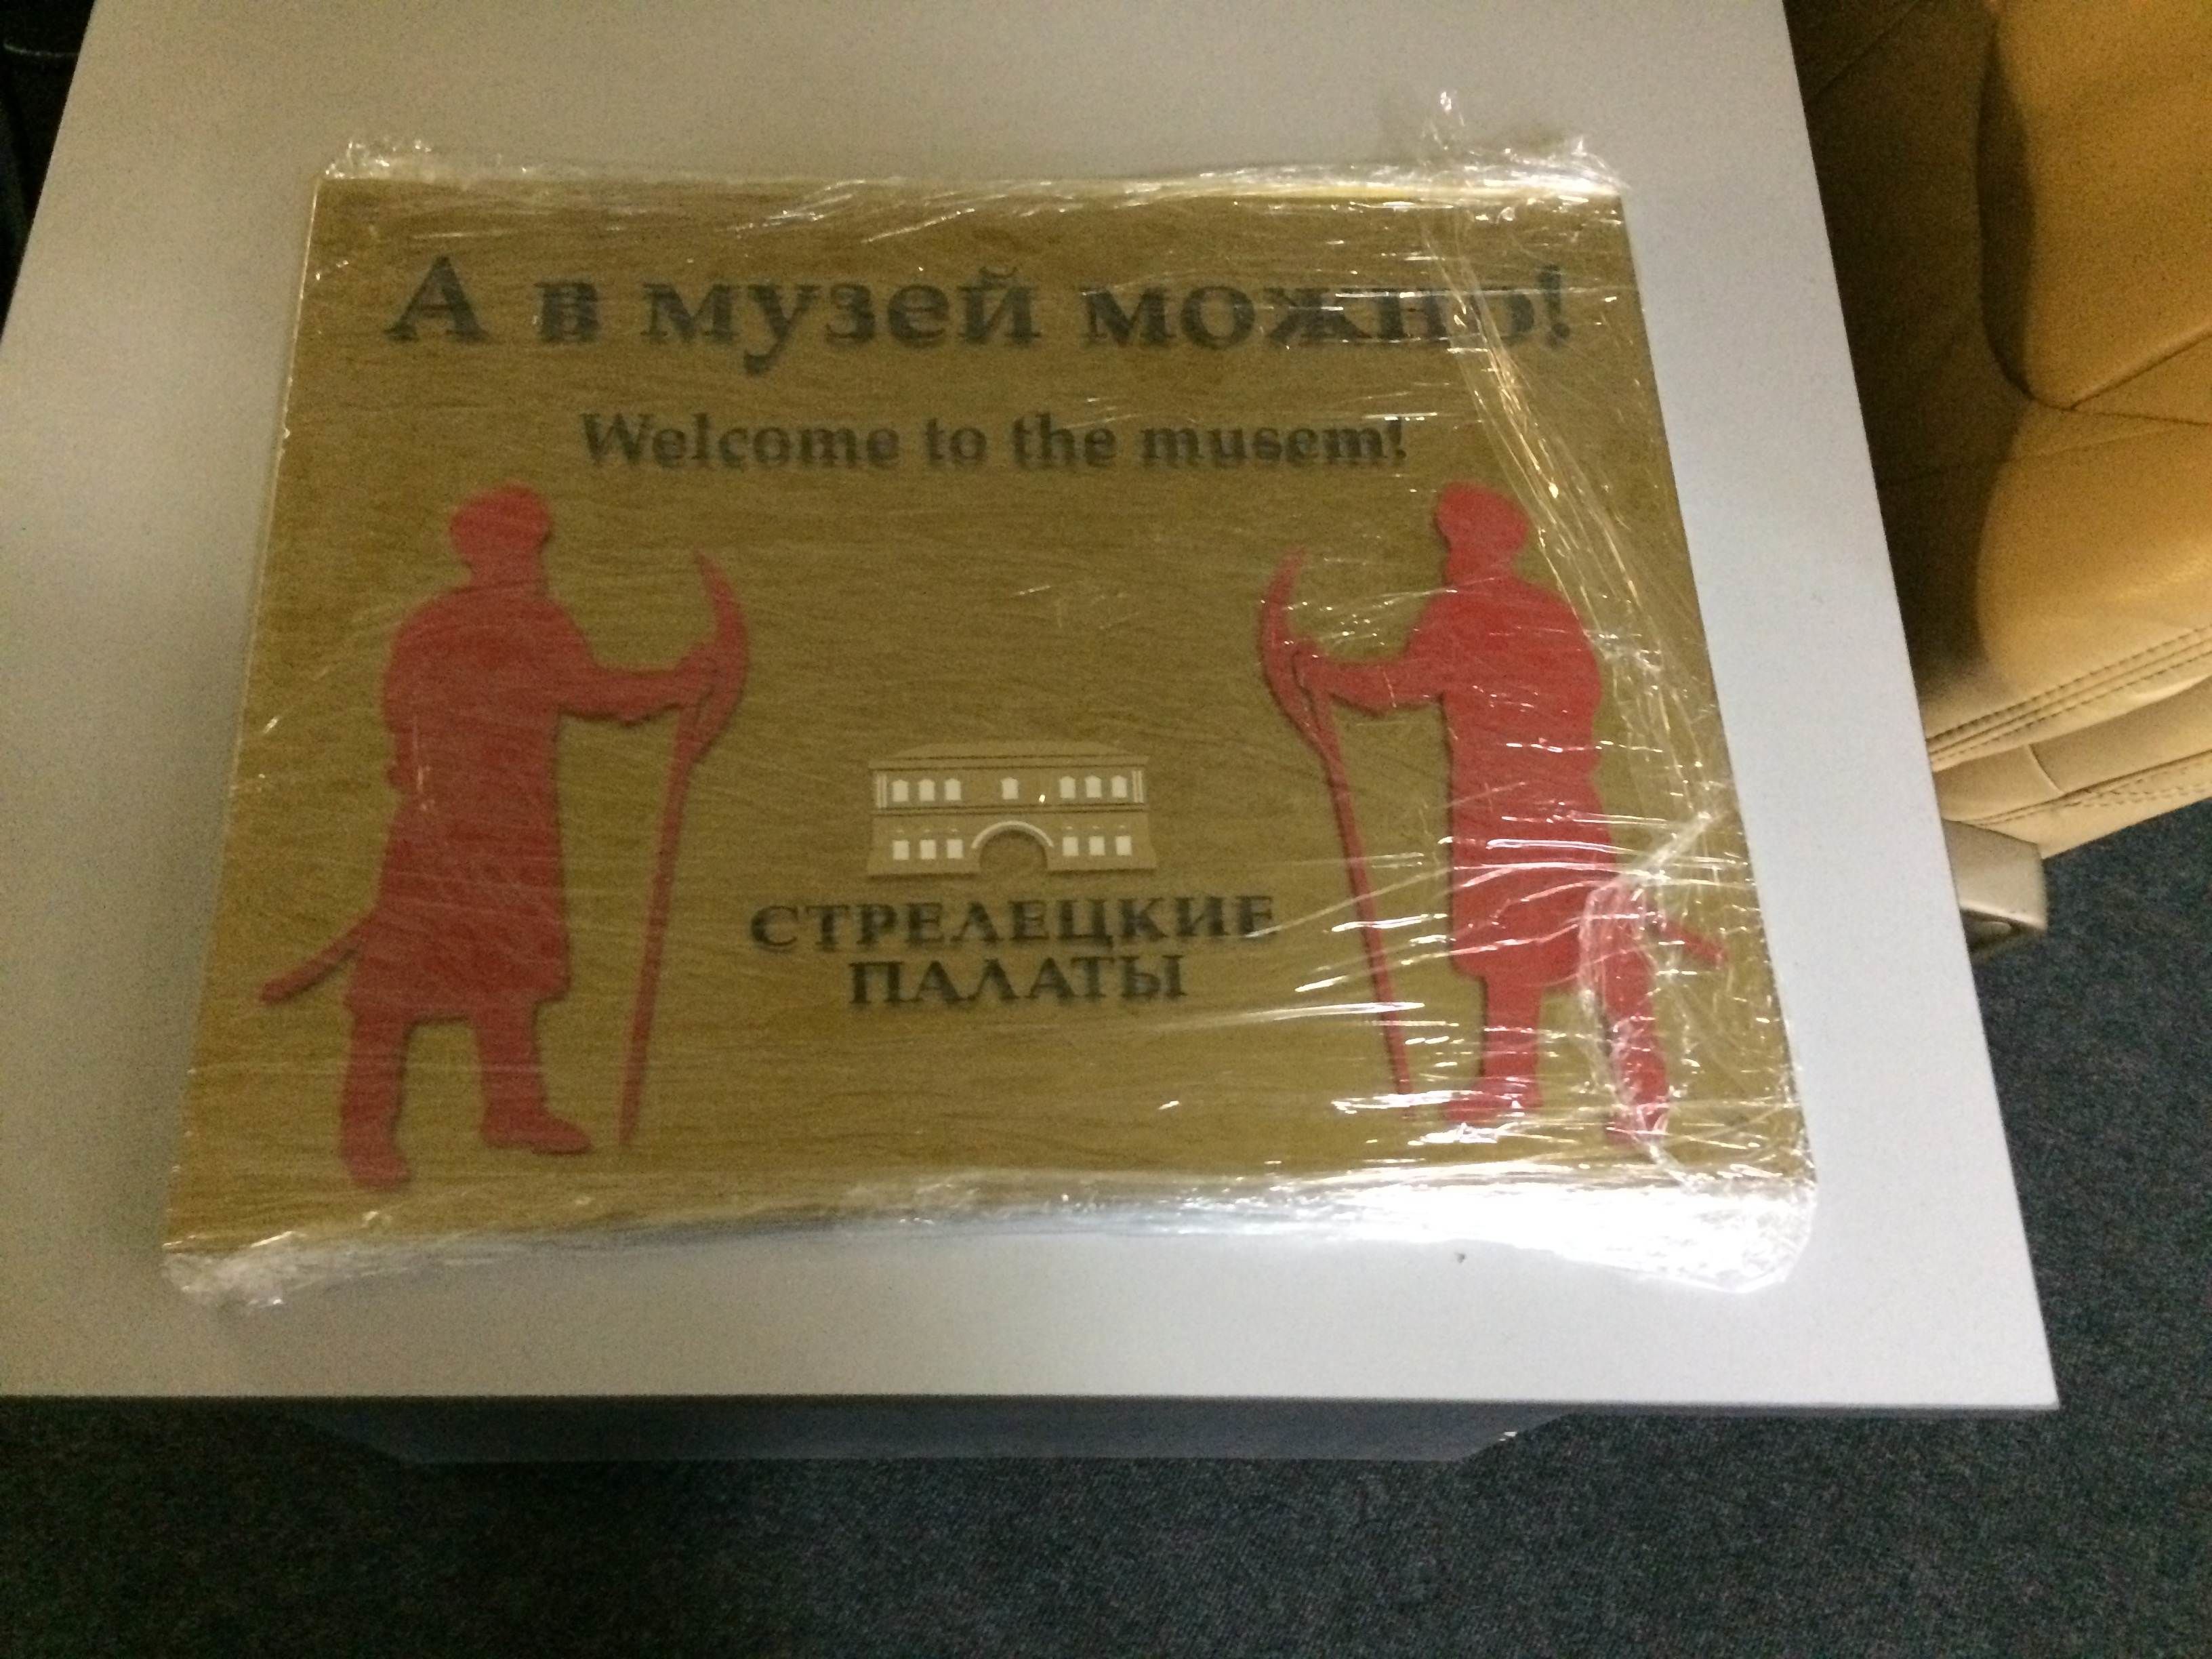 А в музей можно!
Welcome to the musem!
СТРЕЛЕЦКИЕ
ПАЛАТЫ